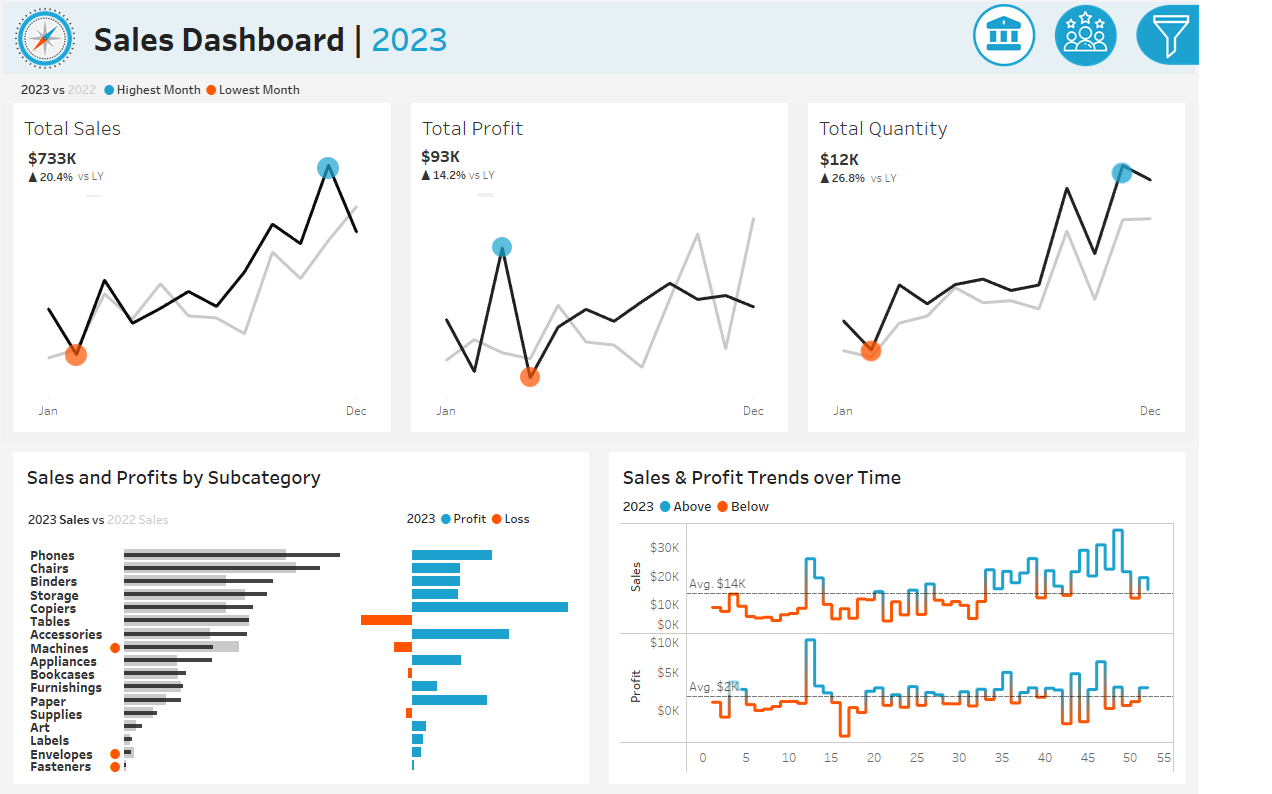 Sales Dashboard | 2023
2023 vs 2022 Highest Month Lowest Month
Total Sales
$733K
▲ 20.4% vs LY
Jan Dec
Total Profit
$93K
▲ 14.2% vs LY
Jan Dec
Total Quantity
$12K
▲ 26.8% vs LY
Jan Dec
Sales and Profits by Subcategory
2023 Sales vs 2022 Sales
2023 Profit Loss
Phones
Chairs
Binders
Storage
Copiers
Tables
Accessories
Machines
Appliances
Bookcases
Furnishings
Paper
Supplies
Art
Labels
Envelopes
Fasteners
Sales & Profit Trends over Time
2023 Above Below
Sales
$30K
$20K
$10K
$0K
Avg. $14K
Profit
$10K
$5K
$0K
Avg. $2K
0 5 10 15 20 25 30 35 40 45 50 55